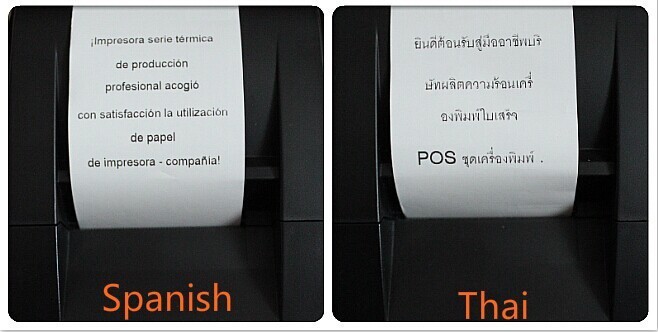 ¡Impresora serie térmica
de producción
profesional acogió
con satisfacción la utilización
de papel
de impresora - compañia!
Spanish
ยินดีต้อนรับสู่มืออาชีพบริ
ษัทผลิตความร้อนเครื่
องพิมพ์ใบเสร็จ
POS ชุดเครื่องพิมพ์ .
Thai